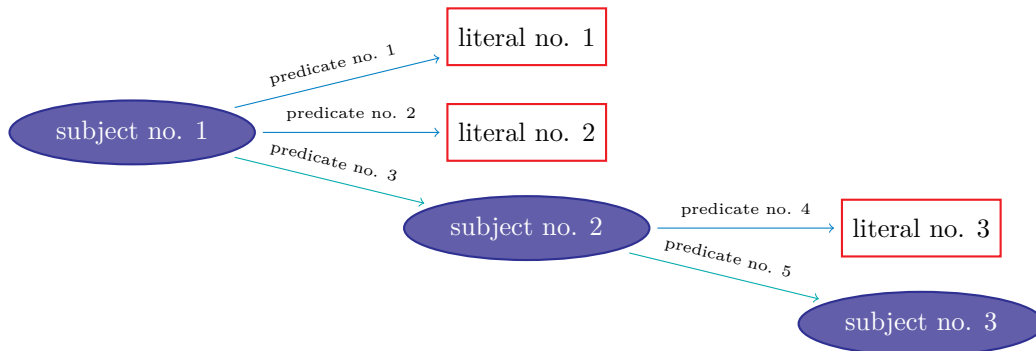 literal no. 1
predicate no. 1
subject no. 1
predicate no. 2
literal no. 2
predicate no. 3
subject no. 2
predicate no. 4
literal no. 3
predicate no. 5
subject no. 3